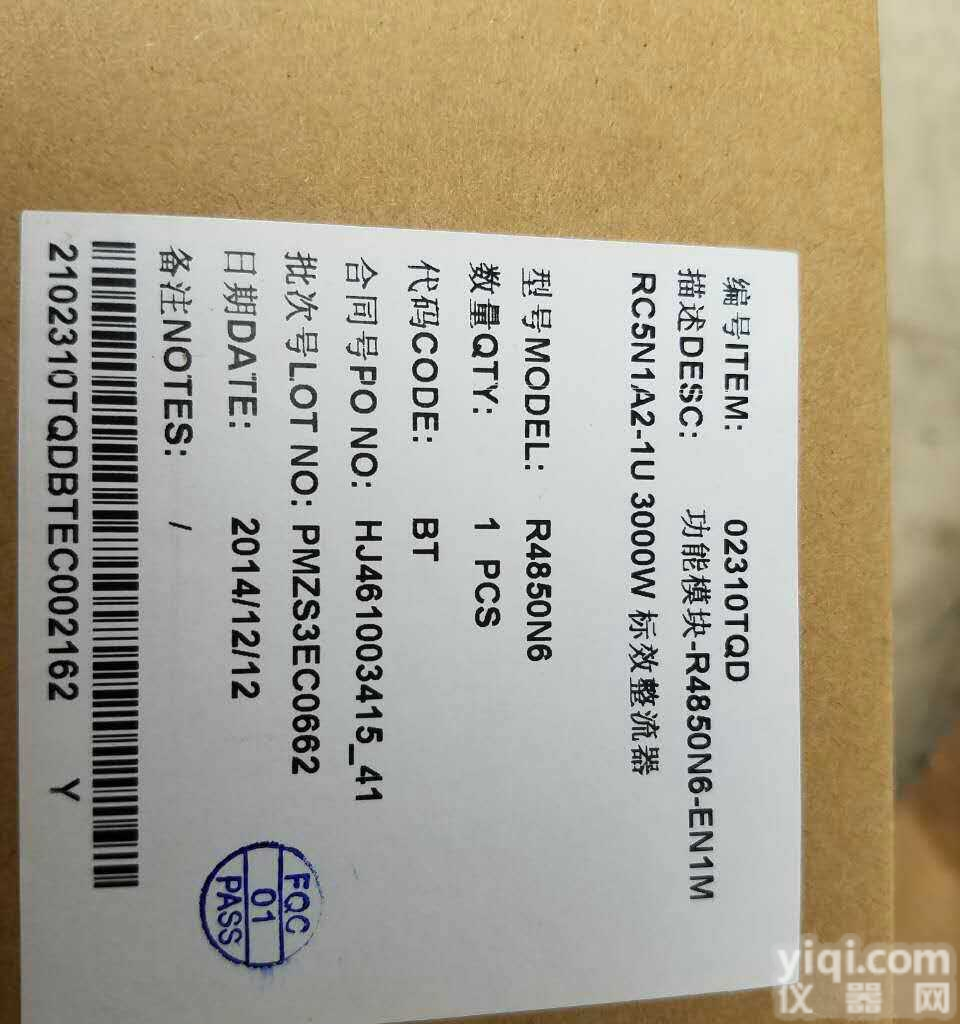 编号ITEM: 02310TQD
描述DESC: 功能模块-R4850N6-EN1M
RC5N1A2-1U 3000W 标效整流器
型号MODEL: R4850N6
数量QTY: 1 PCS
代码CODE: BT
合同号PO NO: HJ461003415_41
批次号LOT NO: PMZS3EC0662
日期DATE: 2014/12/12
备注NOTES: /
2102310TQDBTEC002162 Y
FQC
01
PASS
yiqi.com
仪器网